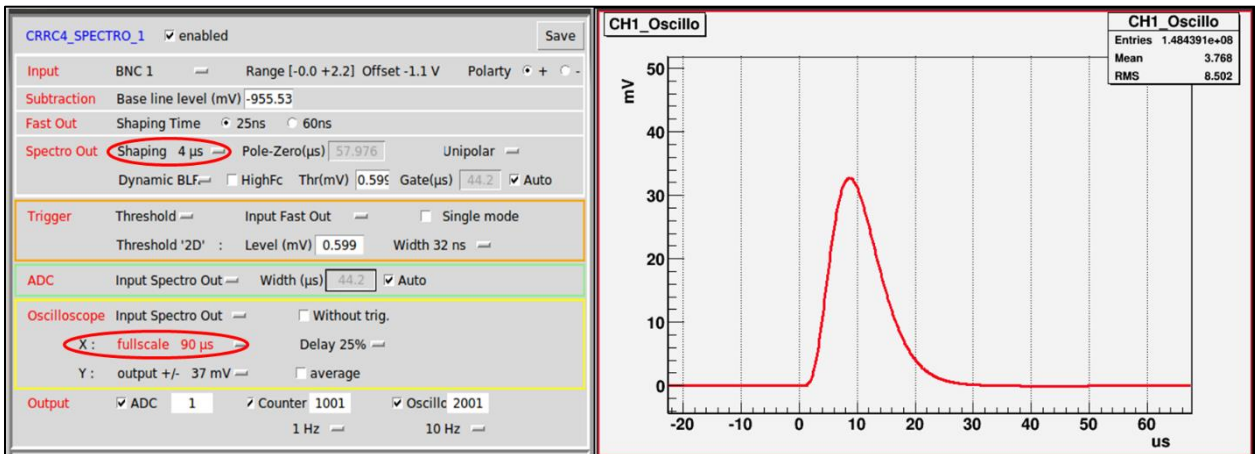 CRRC4_SPECTRO_1 enabled Save
Input BNC 1 Range [-0.0 +2.2] Offset -1.1 V Polarty + -
Subtraction Base line level (mV) -955.53
Fast Out Shaping Time 25ns 60ns
Spectro Out Shaping 4 µs Pole-Zero(µs) 57.976 Unipolar
Dynamic BLR HighFc Thr(mV) 0.599 Gate(µs) 44.2 Auto
Trigger Threshold Input Fast Out Single mode
Threshold '2D' : Level (mV) 0.599 Width 32 ns
ADC Input Spectro Out Width (µs) 44.2 Auto
Oscilloscope Input Spectro Out Without trig.
X : fullscale 90 µs Delay 25%
Y : output +/- 37 mV average
Output ADC 1 Counter 1001 Oscillo 2001
1 Hz 10 Hz
CH1_Oscillo
CH1_Oscillo
Entries 1.484391e+08
Mean 3.768
RMS 8.502
mV
50
40
30
20
10
0
-20 -10 0 10 20 30 40 50 60
us